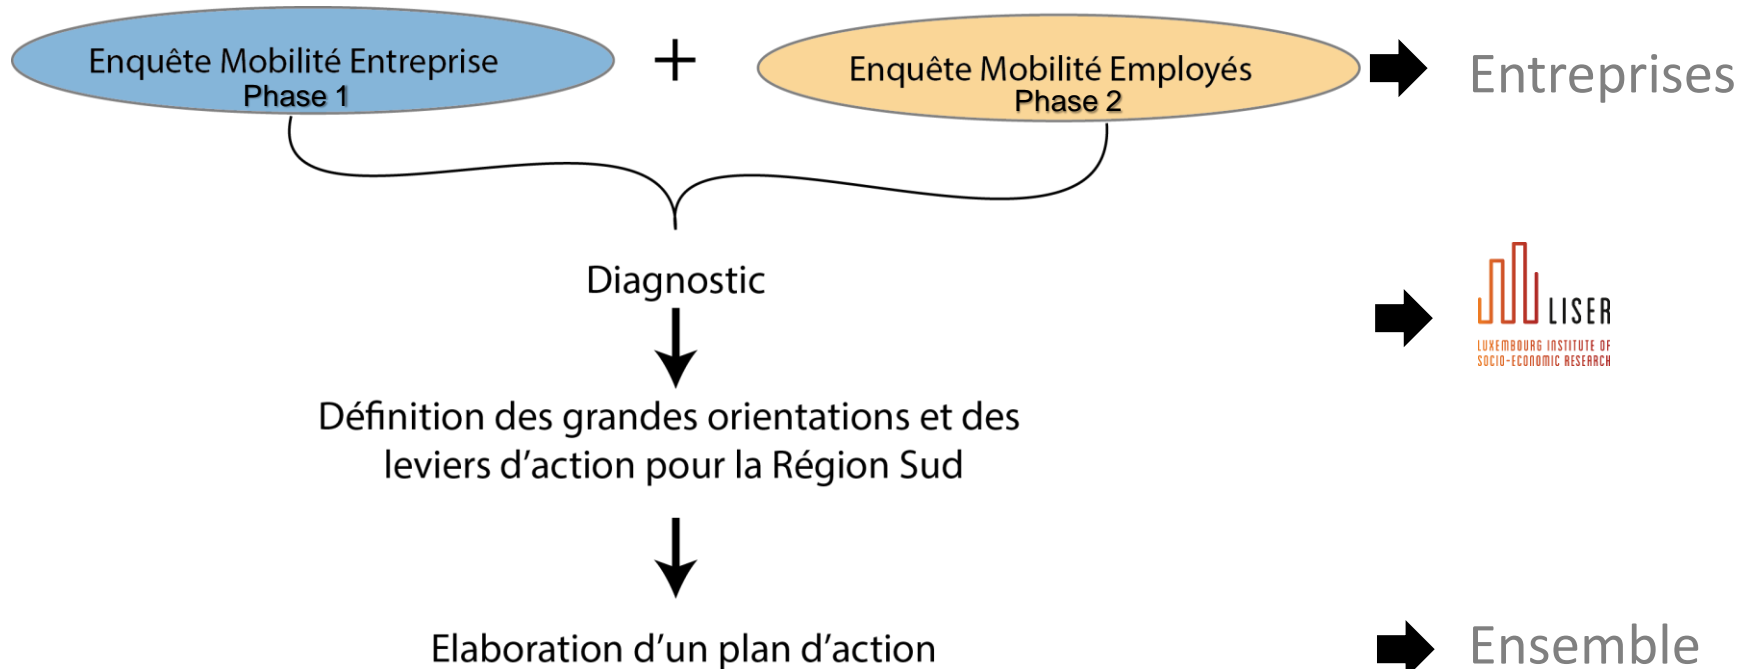 Enquête Mobilité Entreprise
Phase 1
+
Enquête Mobilité Employés
Phase 2
Entreprises
Diagnostic
LISER
LUXEMBOURG INSTITUTE OF
SOCIO-ECONOMIC RESEARCH
Définition des grandes orientations et des
leviers d'action pour la Région Sud
Elaboration d'un plan d'action
Ensemble